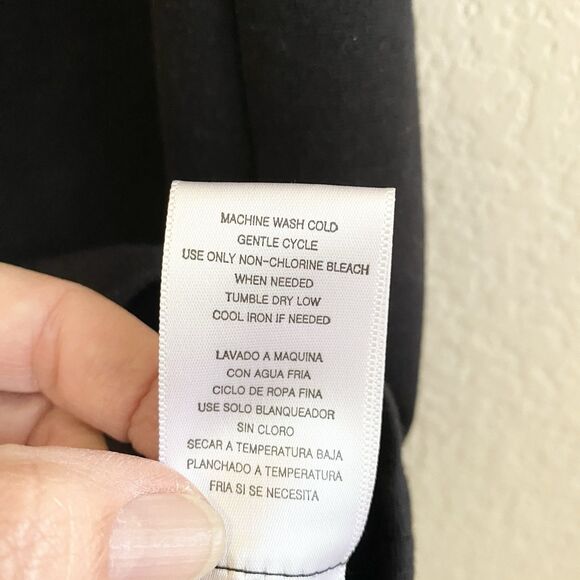 MACHINE WASH COLD
GENTLE CYCLE
USE ONLY NON-CHLORINE BLEACH
WHEN NEEDED
TUMBLE DRY LOW
COOL IRON IF NEEDED
LAVADO A MAQUINA
CON AGUA FRIA
CICLO DE ROPA FINA
USE SOLO BLANQUEADOR
SIN CLORO
SECAR A TEMPERATURA BAJA
PLANCHADO A TEMPERATURA
FRIA SI SE NECESITA